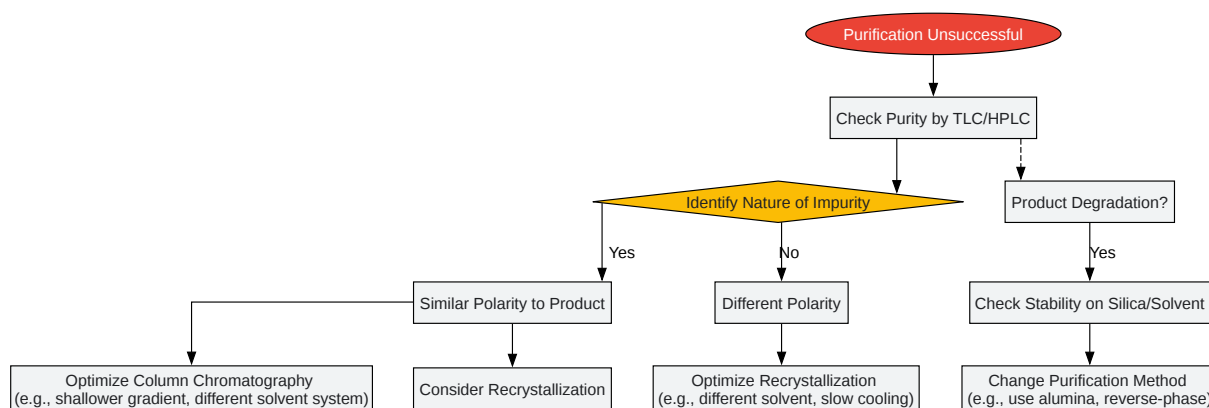 Purification Unsuccessful
Check Purity by TLC/HPLC
Identify Nature of Impurity
Product Degradation?
Yes
No
Yes
Similar Polarity to Product
Different Polarity
Check Stability on Silica/Solvent
Optimize Column Chromatography
(e.g., shallower gradient, different solvent system)
Consider Recrystallization
Optimize Recrystallization
(e.g., different solvent, slow cooling)
Change Purification Method
(e.g., use alumina, reverse-phase)